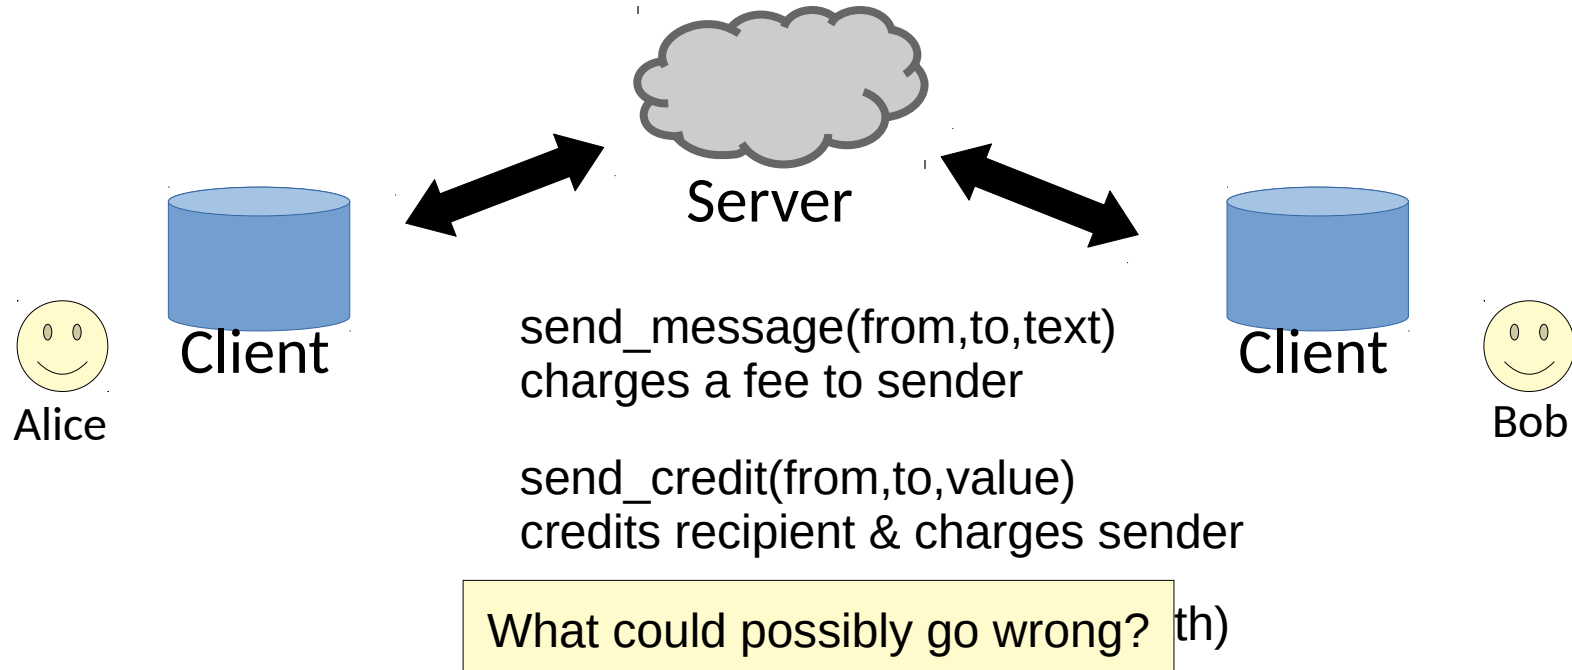 Server
Client
Client
Alice
Bob
send_message(from,to,text)
charges a fee to sender
send_credit(from,to,value)
credits recipient & charges sender
What could possibly go wrong?
th)